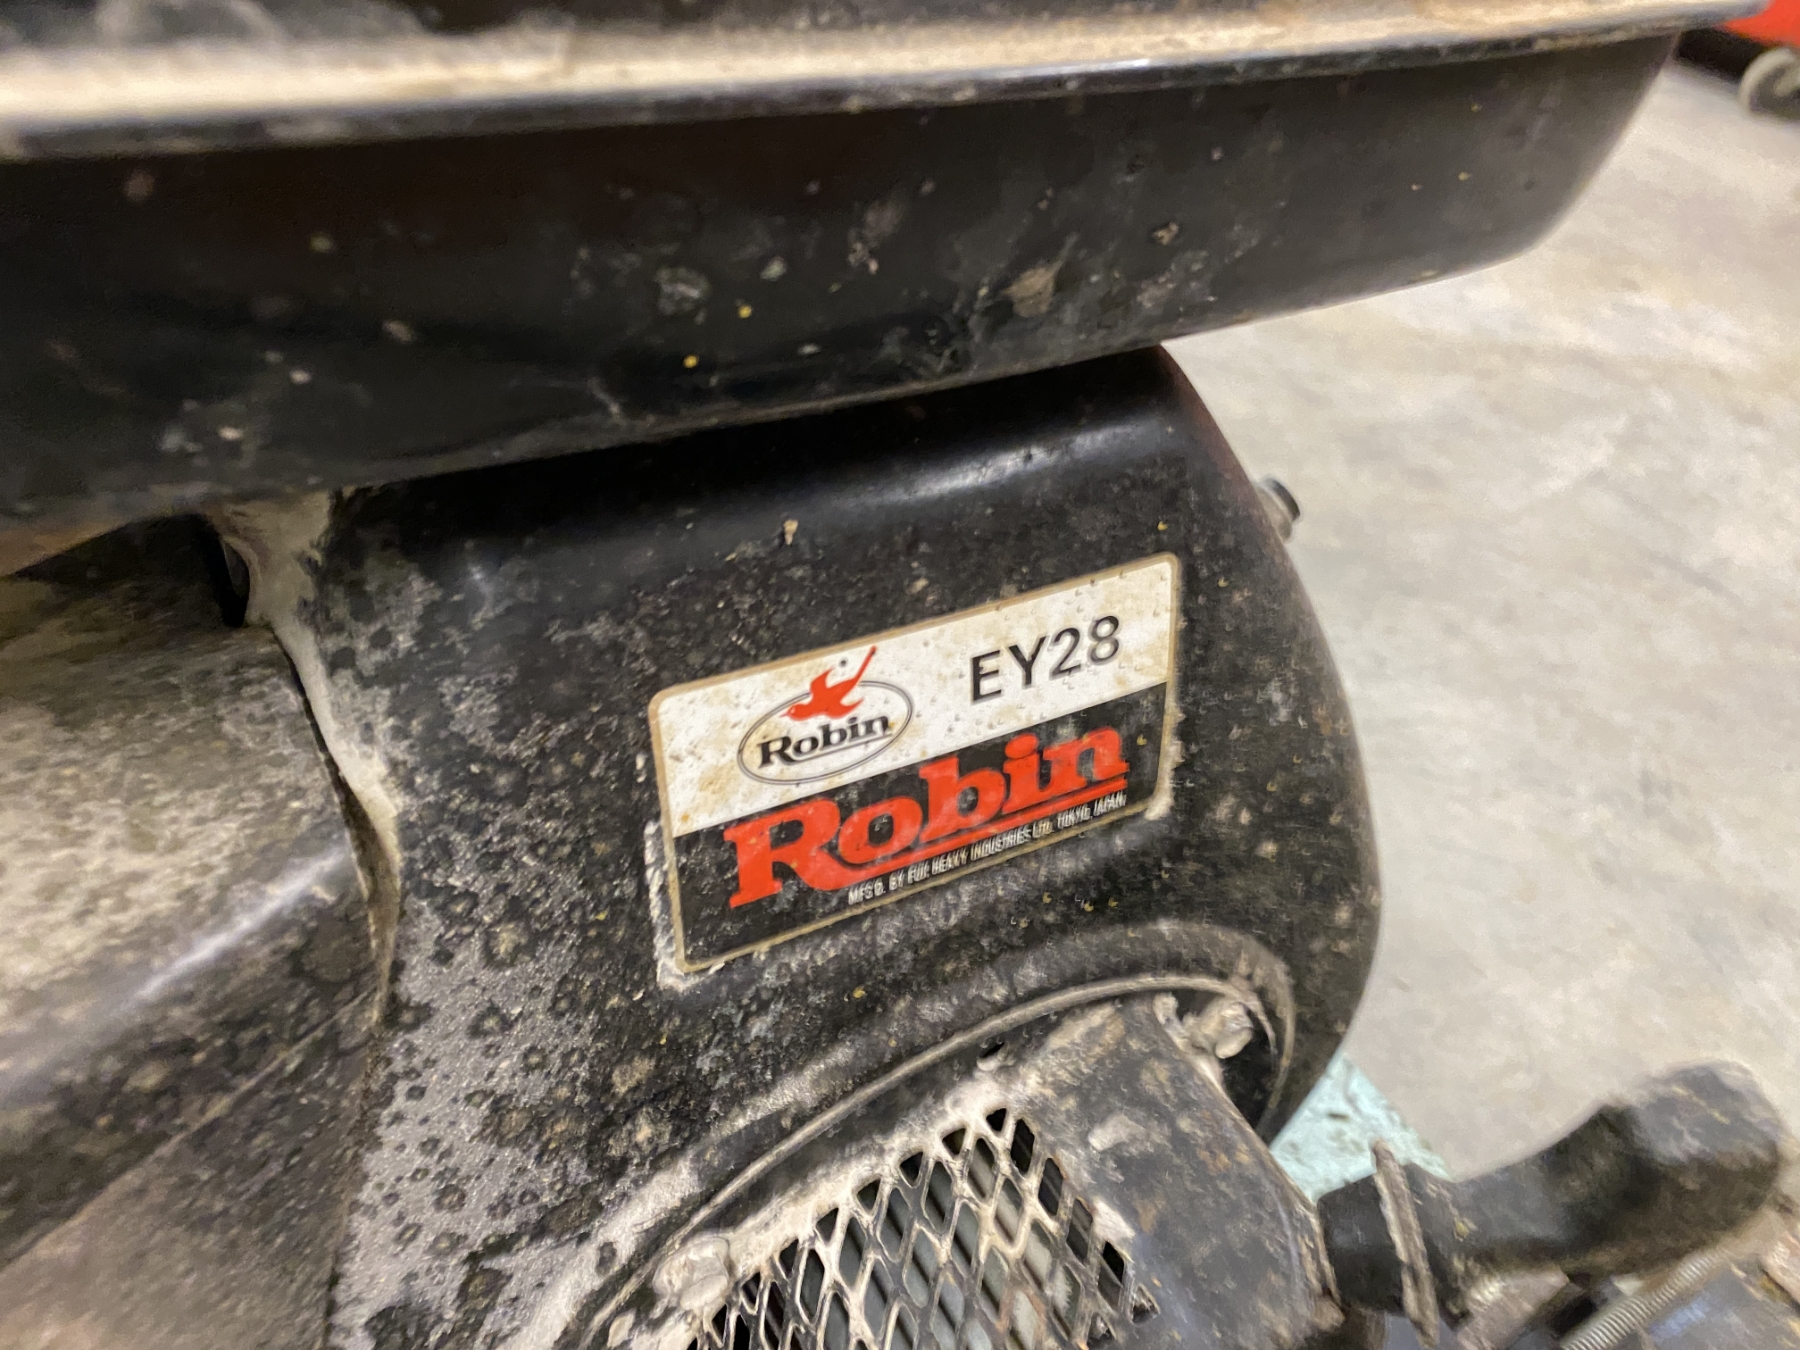 EY28
Robin
Robin
MFG'D. BY FUJI HEAVY INDUSTRIES LTD. TOKYO, JAPAN.